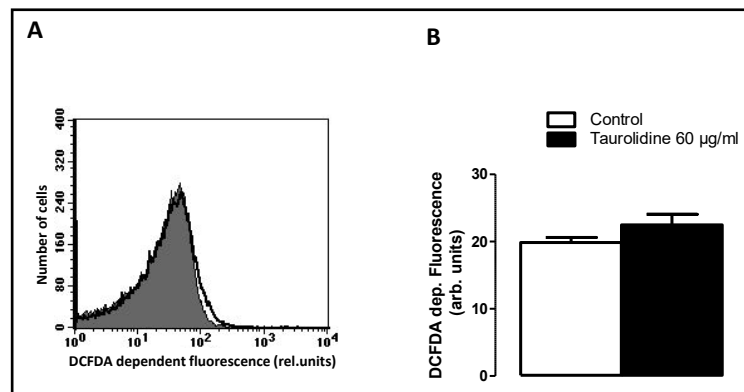 A
B
Control
Taurolidine 60 µg/ml
Number of cells
400
320
240
160
80
0
10⁰ 10¹ 10² 10³ 10⁴
DCFDA dependent fluorescence (rel.units)
DCFDA dep. Fluorescence
(arb. units)
30
20
10
0